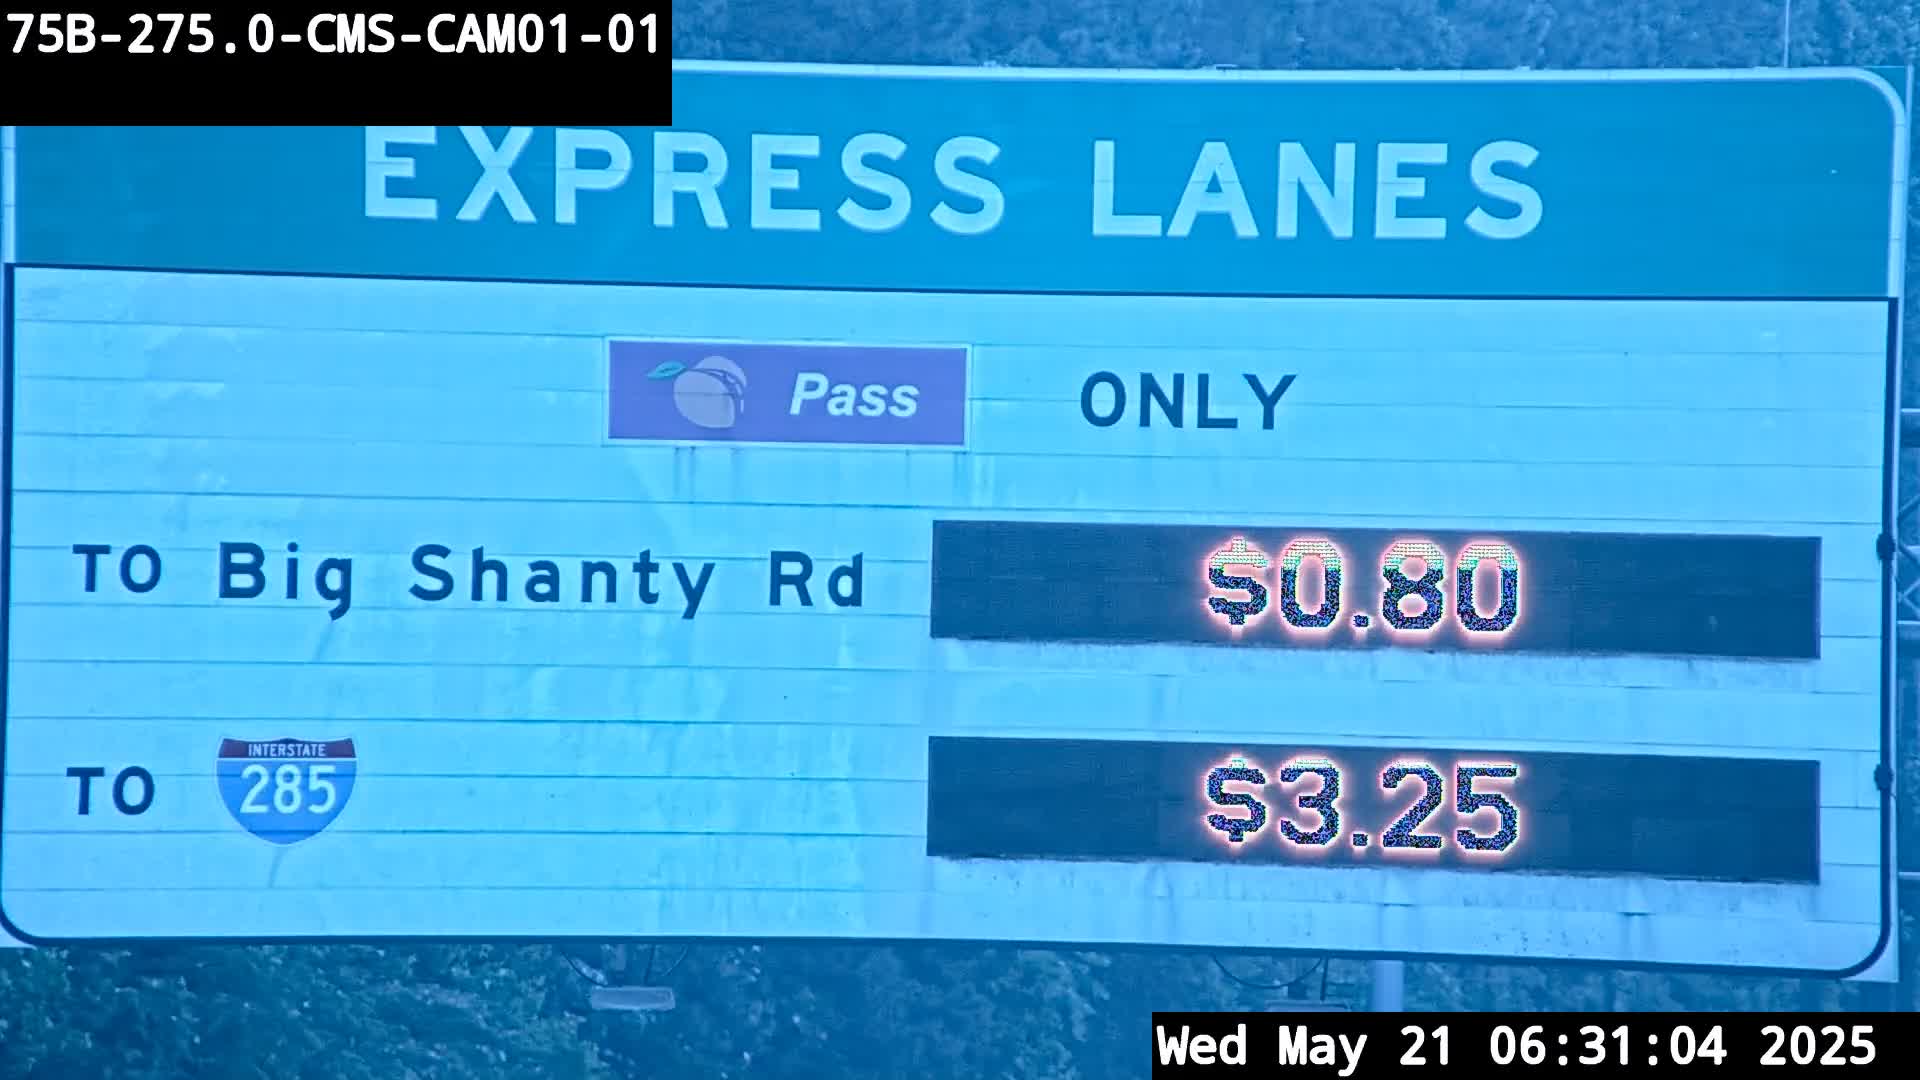 75B-275.0-CMS-CAM01-01
EXPRESS LANES
Pass ONLY
TO Big Shanty Rd $0.80
TO INTERSTATE 285 $3.25
Wed May 21 06:31:04 2025